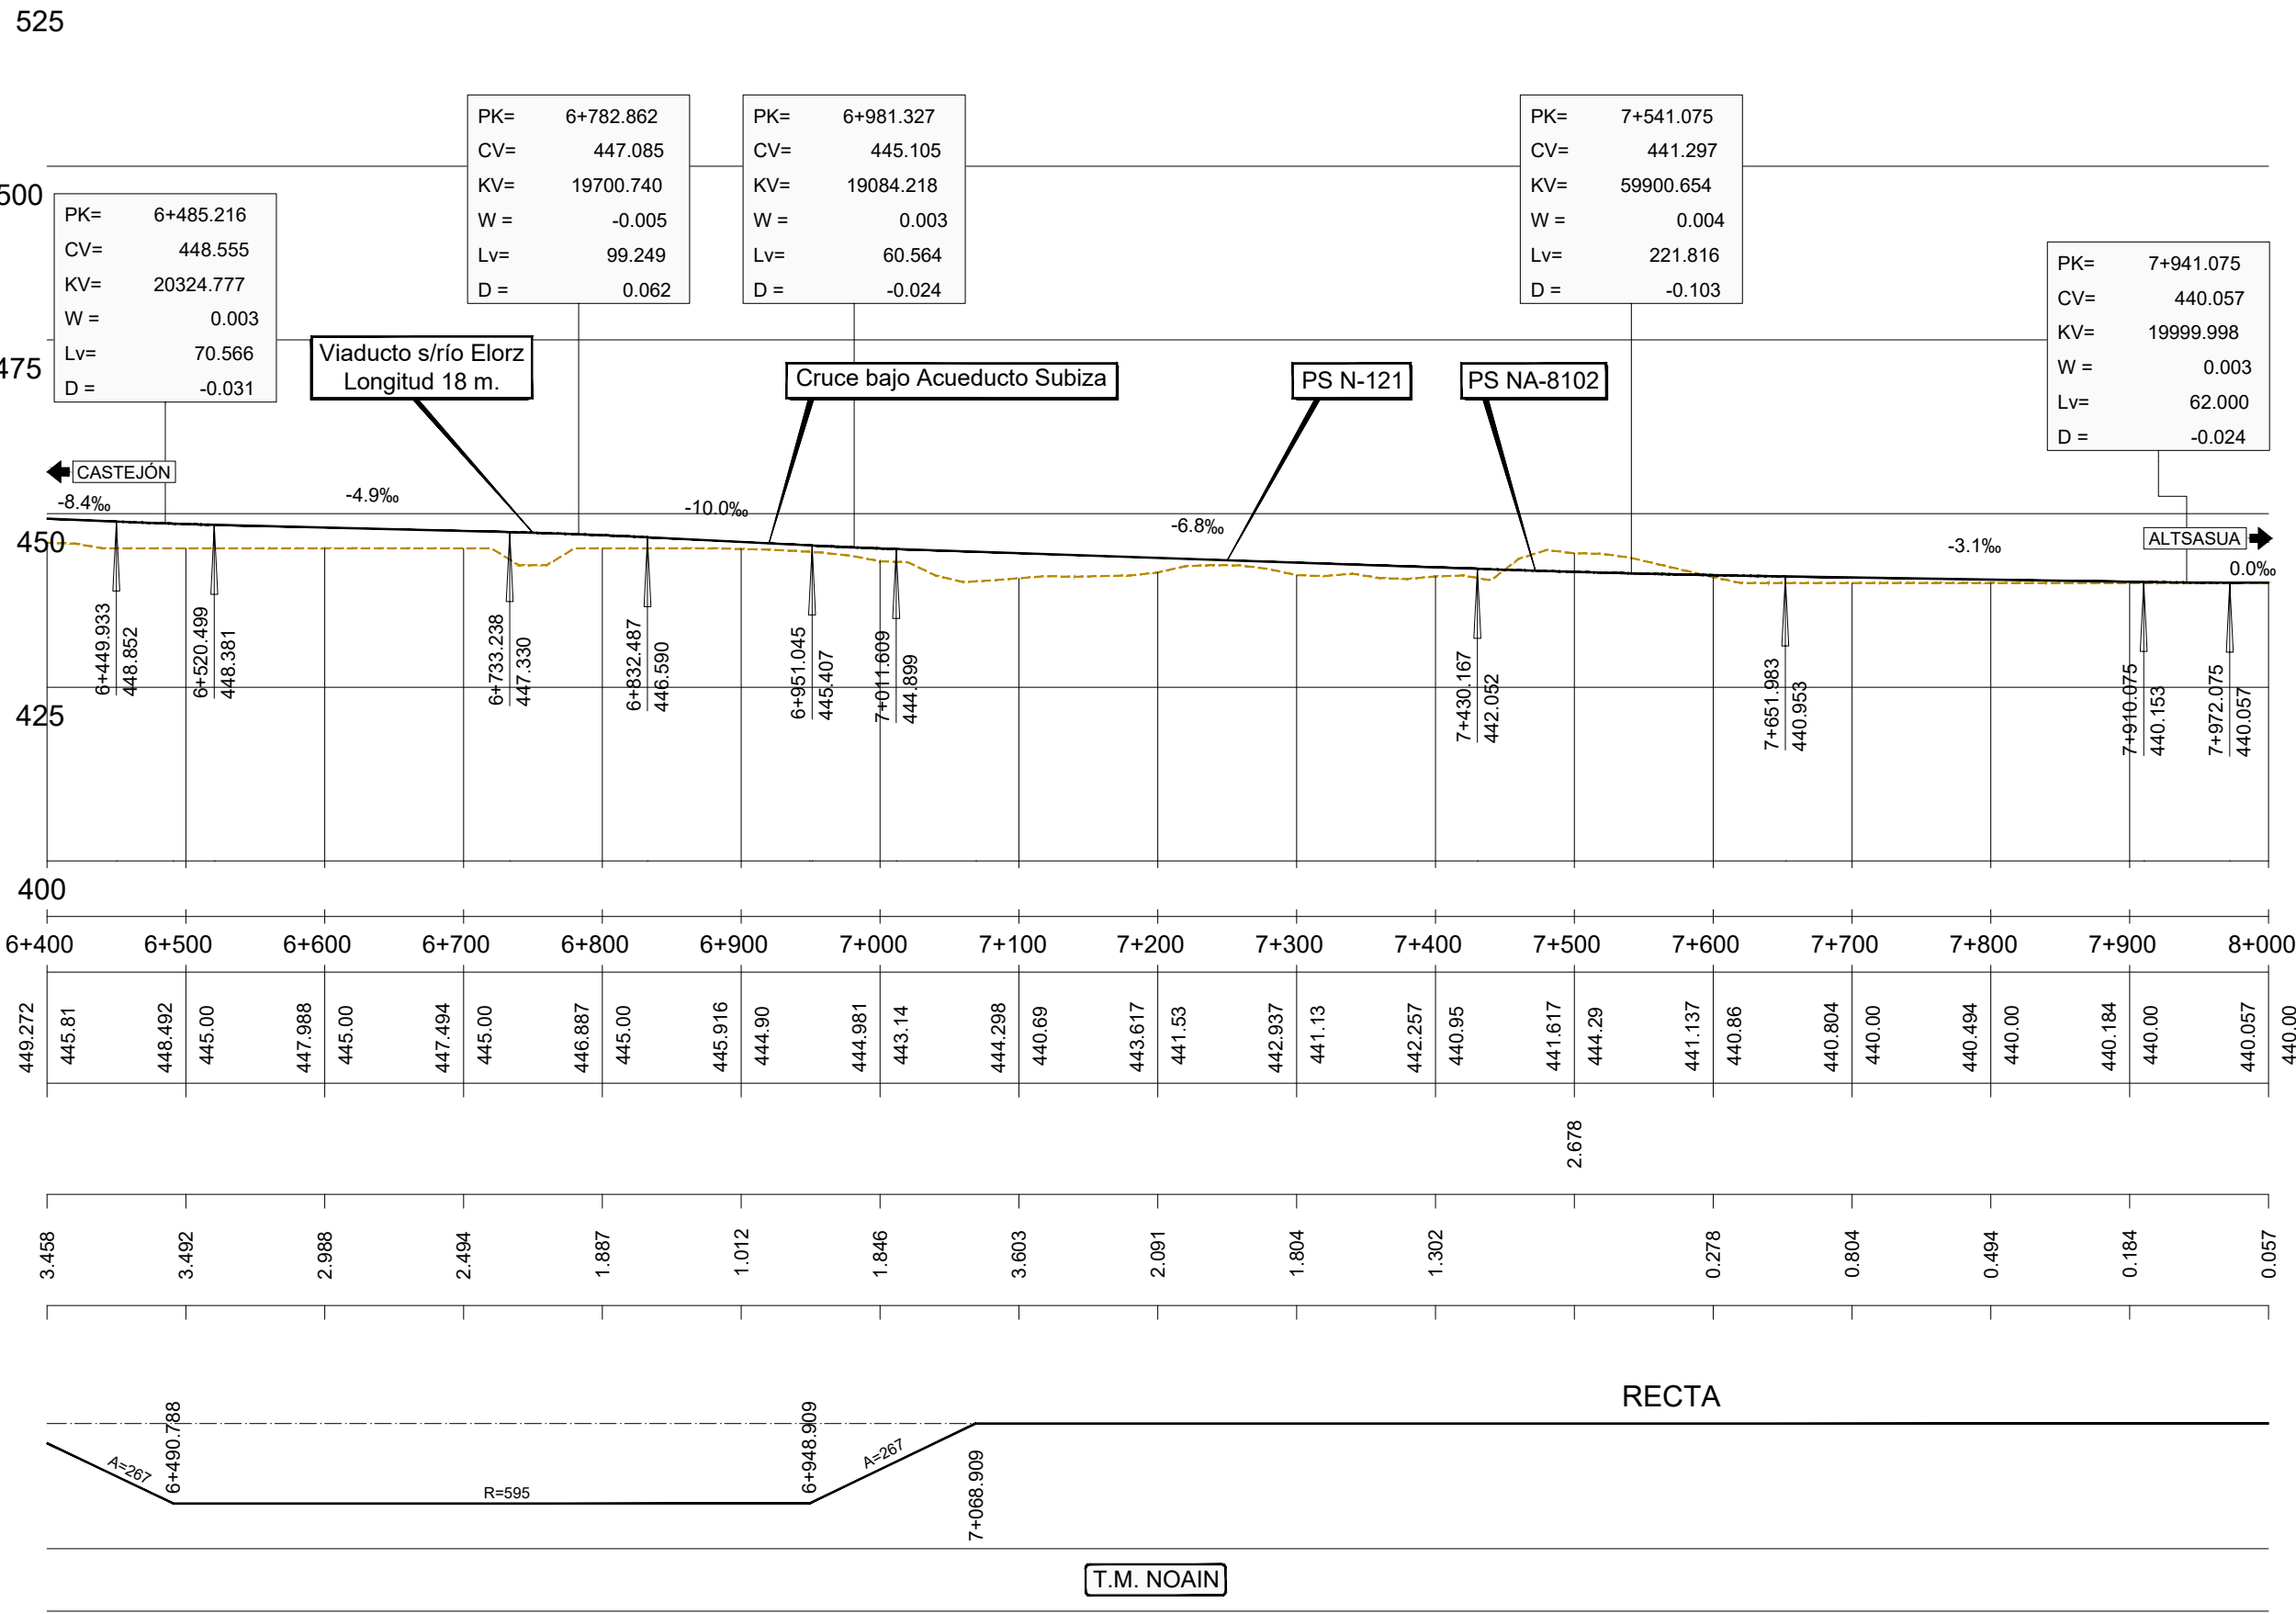 525
500
475
450
425
400
PK= 6+485.216
CV= 448.555
KV= 20324.777
W = 0.003
Lv= 70.566
D = -0.031
PK= 6+782.862
CV= 447.085
KV= 19700.740
W = -0.005
Lv= 99.249
D = 0.062
PK= 6+981.327
CV= 445.105
KV= 19084.218
W = 0.003
Lv= 60.564
D = -0.024
PK= 7+541.075
CV= 441.297
KV= 59900.654
W = 0.004
Lv= 221.816
D = -0.103
PK= 7+941.075
CV= 440.057
KV= 19999.998
W = 0.003
Lv= 62.000
D = -0.024
Viaducto s/río Elorz
Longitud 18 m.
Cruce bajo Acueducto Subiza
PS N-121
PS NA-8102
CASTEJÓN
ALTSASUA
-8.4‰
-4.9‰
-10.0‰
-6.8‰
-3.1‰
0.0‰
6+449.933
448.852
6+520.499
448.381
6+733.238
447.330
6+832.487
446.590
6+951.045
445.407
7+011.609
444.899
7+430.167
442.052
7+651.983
440.953
7+910.075
440.153
7+972.075
440.057
6+400 6+500 6+600 6+700 6+800 6+900 7+000 7+100 7+200 7+300 7+400 7+500 7+600 7+700 7+800 7+900 8+000
449.272
445.81
448.492
445.00
447.988
445.00
447.494
445.00
446.887
445.00
445.916
444.90
444.981
443.14
444.298
440.69
443.617
441.53
442.937
441.13
442.257
440.95
441.617
444.29
441.137
440.86
440.804
440.00
440.494
440.00
440.184
440.00
440.057
440.00
2.678
3.458
3.492
2.988
2.494
1.887
1.012
1.846
3.603
2.091
1.804
1.302
0.278
0.804
0.494
0.184
0.057
RECTA
A=267
6+490.788
R=595
6+948.909
A=267
7+068.909
T.M. NOAIN